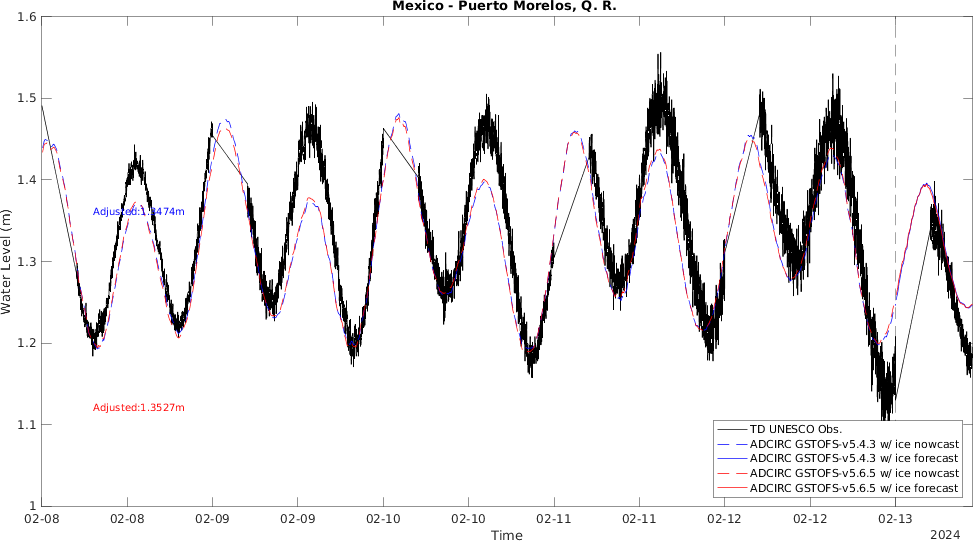 Mexico - Puerto Morelos, Q. R.
1.6
1.5
1.4
1.3
1.2
1.1
1
Water Level (m)
Adjusted:1.3474m
Adjusted:1.3527m
TD UNESCO Obs.
ADCIRC GSTOFS-v5.4.3 w/ ice nowcast
ADCIRC GSTOFS-v5.4.3 w/ ice forecast
ADCIRC GSTOFS-v5.6.5 w/ ice nowcast
ADCIRC GSTOFS-v5.6.5 w/ ice forecast
02-08 02-08 02-09 02-09 02-10 02-10 02-11 02-11 02-12 02-12 02-13
Time
2024